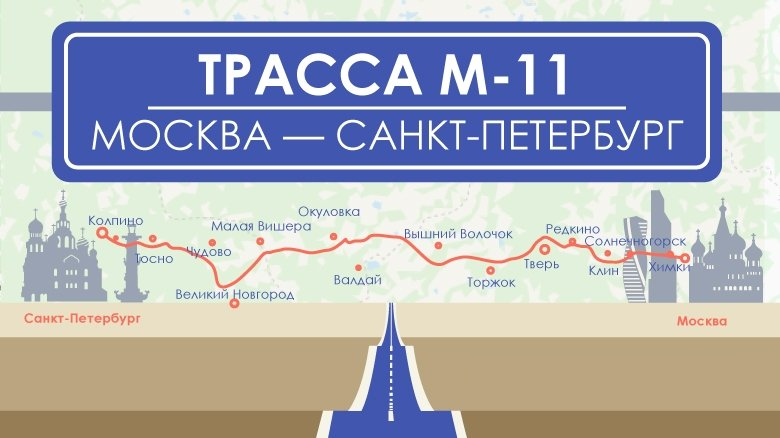 ТРАССА М-11
МОСКВА — САНКТ-ПЕТЕРБУРГ
Колпино
Тосно
Чудово
Малая Вишера
Великий Новгород
Окуловка
Валдай
Вышний Волочок
Торжок
Тверь
Редкино
Солнечногорск
Клин
Химки
Санкт-Петербург
Москва